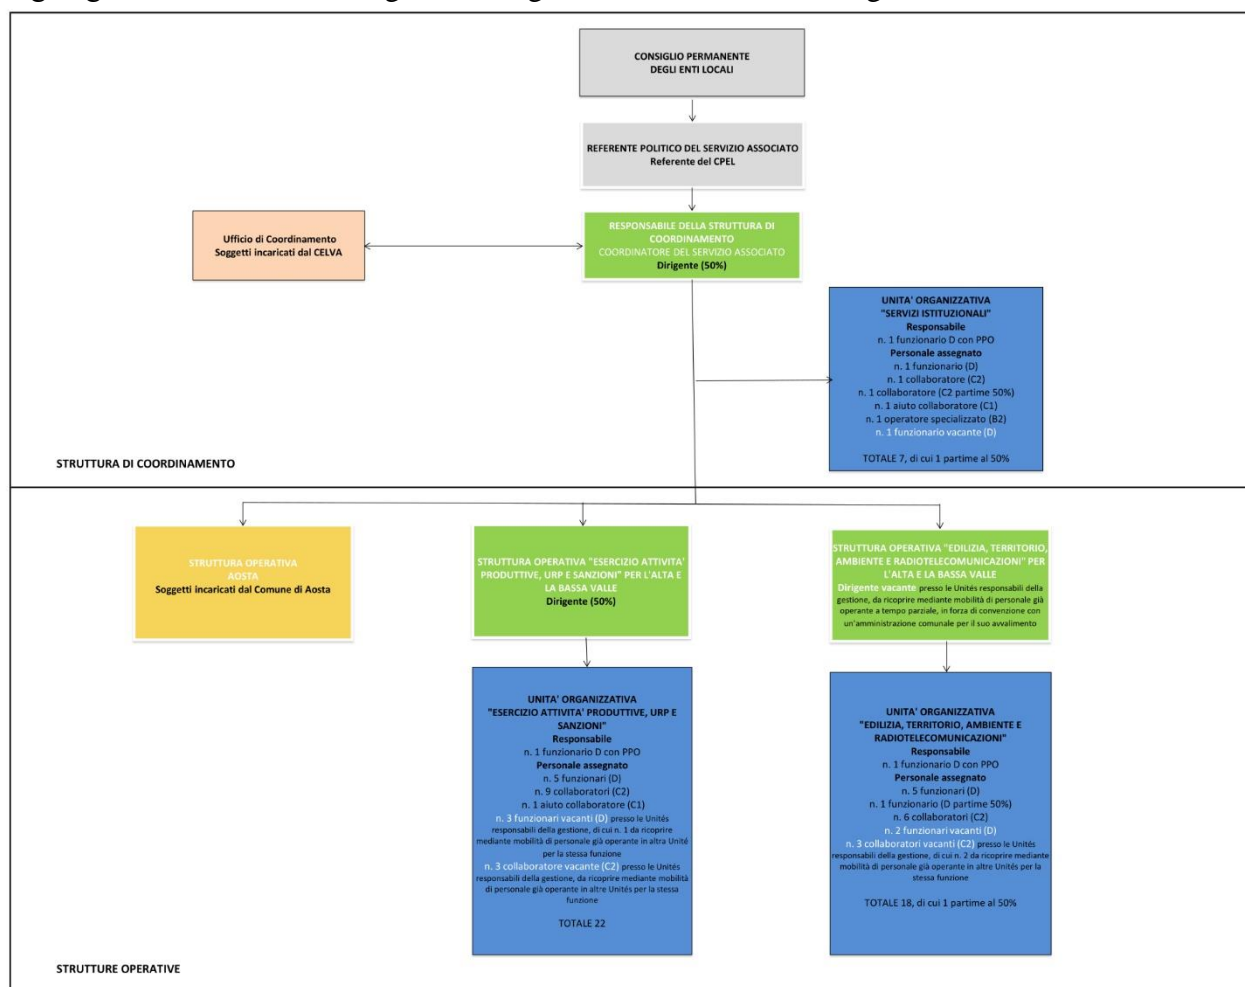 CONSIGLIO PERMANENTE
DEGLI ENTI LOCALI
REFERENTE POLITICO DEL SERVIZIO ASSOCIATO
Referente del CPEL
Ufficio di Coordinamento
Soggetti incaricati dal CELVA
RESPONSABILE DELLA STRUTTURA DI
COORDINAMENTO
COORDINATORE DEL SERVIZIO ASSOCIATO
Dirigente (50%)
UNITA' ORGANIZZATIVA
"SERVIZI ISTITUZIONALI"
Responsabile
n. 1 funzionario D con PPO
Personale assegnato
n. 1 funzionario (D)
n. 1 collaboratore (C2)
n. 1 collaboratore (C2 partime 50%)
n. 1 aiuto collaboratore (C1)
n. 1 operatore specializzato (B2)
n. 1 funzionario vacante (D)
TOTALE 7, di cui 1 partime al 50%
STRUTTURA DI COORDINAMENTO
STRUTTURA OPERATIVA
AOSTA
Soggetti incaricati dal Comune di Aosta
STRUTTURA OPERATIVA "ESERCIZIO ATTIVITA'
PRODUTTIVE, URP E SANZIONI" PER L'ALTA E
LA BASSA VALLE
Dirigente (50%)
STRUTTURA OPERATIVA "EDILIZIA, TERRITORIO,
AMBIENTE E RADIOTELECOMUNICAZIONI" PER
L'ALTA E LA BASSA VALLE
Dirigente vacante presso le Unités responsabili della
gestione, da ricoprire mediante mobilità di personale già
operante a tempo parziale, in forza di convenzione con
un'amministrazione comunale per il suo avvalimento
UNITA' ORGANIZZATIVA
"ESERCIZIO ATTIVITA' PRODUTTIVE, URP E
SANZIONI"
Responsabile
n. 1 funzionario D con PPO
Personale assegnato
n. 5 funzionari (D)
n. 9 collaboratori (C2)
n. 1 aiuto collaboratore (C1)
n. 3 funzionari vacanti (D) presso le Unités
responsabili della gestione, di cui n. 1 da ricoprire
mediante mobilità di personale già operante in altra Unité
per la stessa funzione
n. 3 collaboratore vacante (C2) presso le Unités
responsabili della gestione, da ricoprire mediante mobilità
di personale già operante in altre Unités per la stessa
funzione
TOTALE 22
UNITA' ORGANIZZATIVA
"EDILIZIA, TERRITORIO, AMBIENTE E
RADIOTELECOMUNICAZIONI"
Responsabile
n. 1 funzionario D con PPO
Personale assegnato
n. 5 funzionari (D)
n. 1 funzionario (D partime 50%)
n. 6 collaboratori (C2)
n. 2 funzionari vacanti (D)
n. 3 collaboratori vacanti (C2) presso le Unités
responsabili della gestione, di cui n. 2 da ricoprire mediante
mobilità di personale già operante in altre Unités per la
stessa funzione
TOTALE 18, di cui 1 partime al 50%
STRUTTURE OPERATIVE